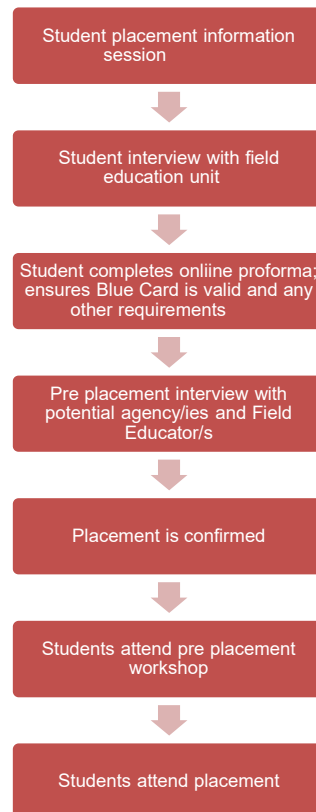 Student placement information
session
Student interview with field
education unit
Student completes onliine proforma;
ensures Blue Card is valid and any
other requirements
Pre placement interview with
potential agency/ies and Field
Educator/s
Placement is confirmed
Students attend pre placement
workshop
Students attend placement